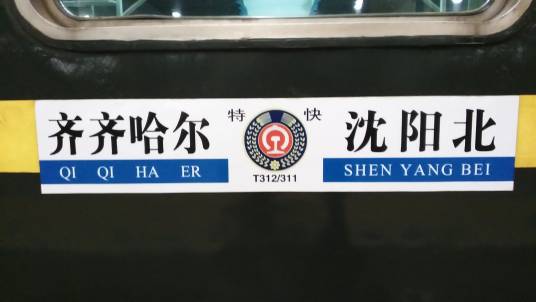 齐齐哈尔
QI QI HA ER
特 快
T312/311
沈阳北
SHEN YANG BEI